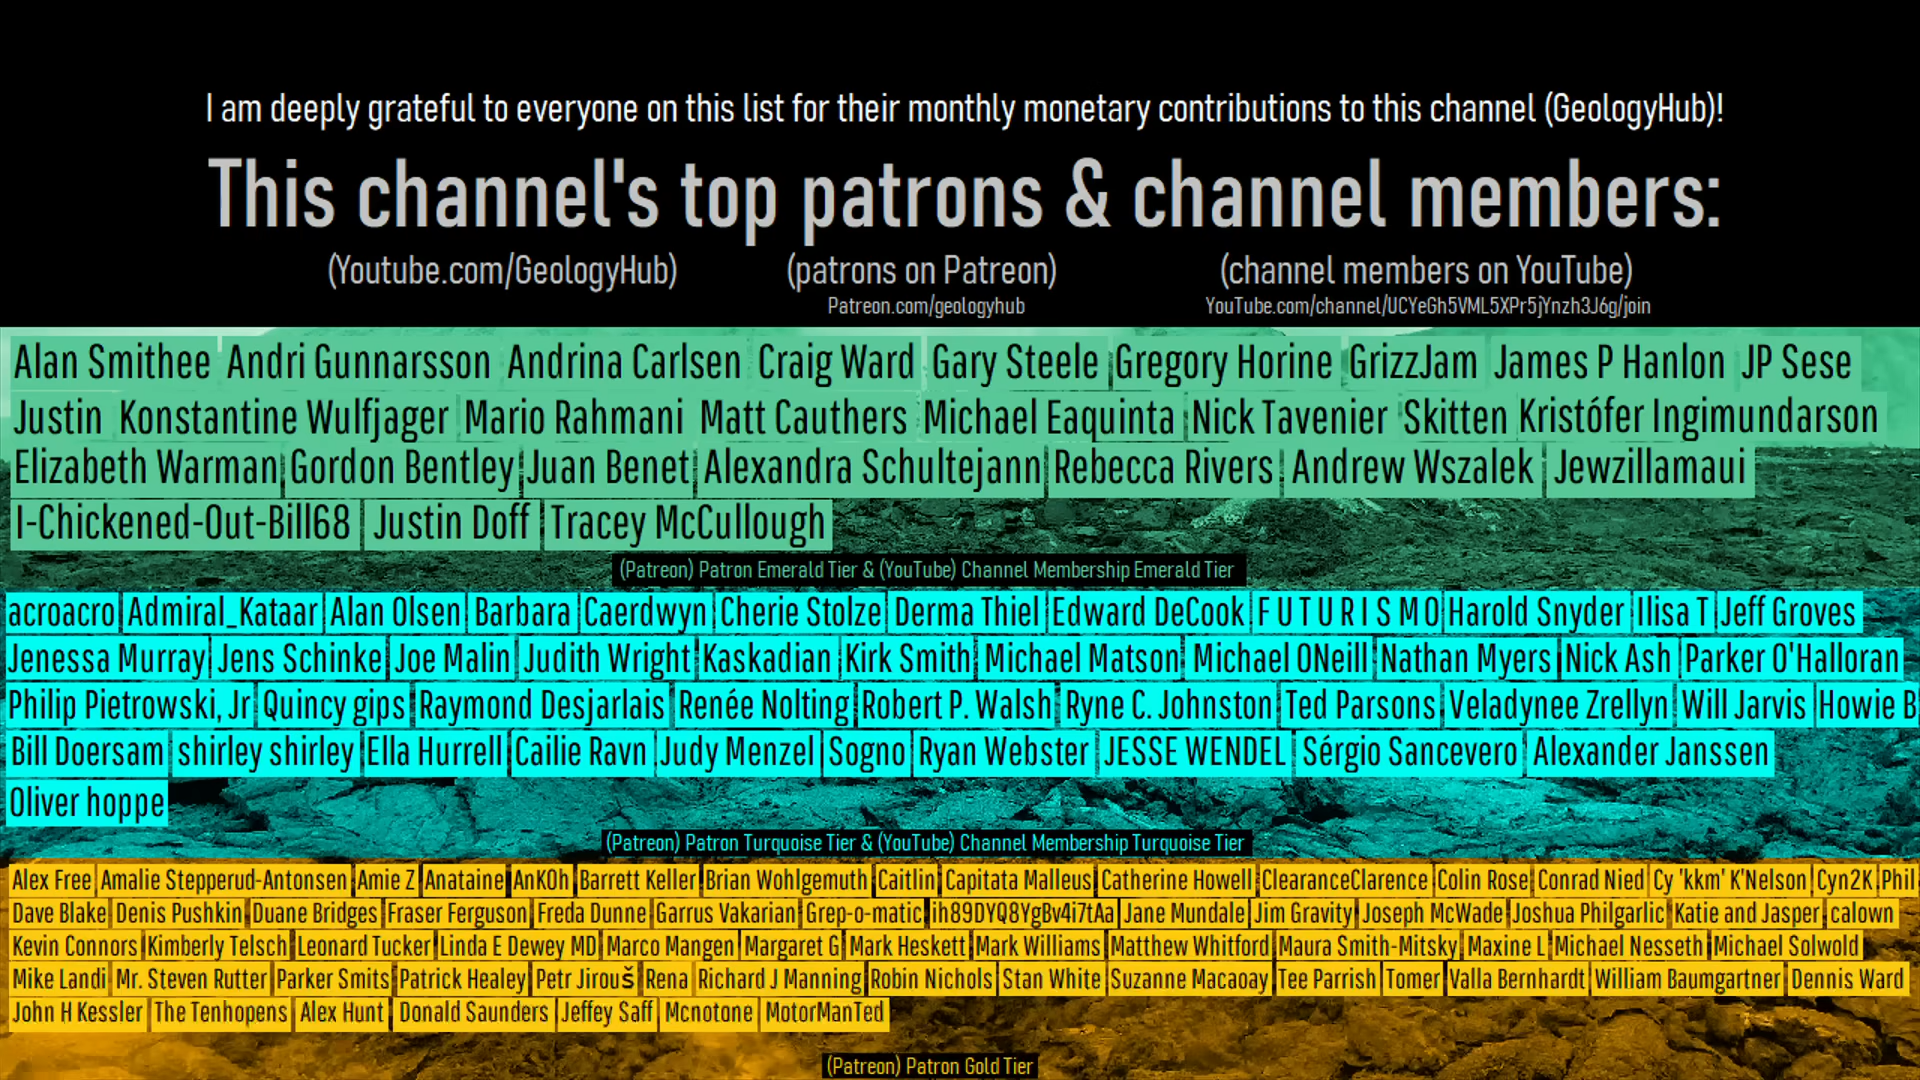 I am deeply grateful to everyone on this list for their monthly monetary contributions to this channel (GeologyHub)!
This channel's top patrons & channel members:
(Youtube.com/GeologyHub) (patrons on Patreon) (channel members on YouTube)
Patreon.com/geologyhub YouTube.com/channel/UCYeGh5VML5XPr5jYnzh3J6g/join
Alan Smithee Andri Gunnarsson Andrina Carlsen Craig Ward Gary Steele Gregory Horine GrizzJam James P Hanlon JP Sese
Justin Konstantine Wulfjager Mario Rahmani Matt Cauthers Michael Eaquinta Nick Tavenier Skitten Kristófer Ingimundarson
Elizabeth Warman Gordon Bentley Juan Benet Alexandra Schultejann Rebecca Rivers Andrew Wszalek Jewzillamaui
I-Chickened-Out-Bill68 Justin Doff Tracey McCullough
(Patreon) Patron Emerald Tier & (YouTube) Channel Membership Emerald Tier
acroacro Admiral_Kataar Alan Olsen Barbara Caerdwyn Cherie Stolze Derma Thiel Edward DeCook F U T U R I S M O Harold Snyder Ilisa T Jeff Groves
Jenessa Murray Jens Schinke Joe Malin Judith Wright Kaskadian Kirk Smith Michael Matson Michael ONeill Nathan Myers Nick Ash Parker O'Halloran
Philip Pietrowski, Jr Quincy gips Raymond Desjarlais Renée Nolting Robert P. Walsh Ryne C. Johnston Ted Parsons Veladynee Zrellyn Will Jarvis Howie B
Bill Doersam shirley shirley Ella Hurrell Cailie Ravn Judy Menzel Sogno Ryan Webster JESSE WENDEL Sérgio Sancevero Alexander Janssen
Oliver hoppe
(Patreon) Patron Turquoise Tier & (YouTube) Channel Membership Turquoise Tier
Alex Free Amalie Stepperud-Antonsen Amie Z Anataine AnKOh Barrett Keller Brian Wohlgemuth Caitlin Capitata Malleus Catherine Howell ClearanceClarence Colin Rose Conrad Nied Cy 'kkm' K'Nelson Cyn2K Phil
Dave Blake Denis Pushkin Duane Bridges Fraser Ferguson Freda Dunne Garrus Vakarian Grep-o-matic ih89DYQ8YgBv4i7tAa Jane Mundale Jim Gravity Joseph McWade Joshua Philgarlic Katie and Jasper calown
Kevin Connors Kimberly Telsch Leonard Tucker Linda E Dewey MD Marco Mangen Margaret G Mark Heskett Mark Williams Matthew Whitford Maura Smith-Mitsky Maxine L Michael Nesseth Michael Solwold
Mike Landi Mr. Steven Rutter Parker Smits Patrick Healey Petr Jirouš Rena Richard J Manning Robin Nichols Stan White Suzanne Macaoay Tee Parrish Tomer Valla Bernhardt William Baumgartner Dennis Ward
John H Kessler The Tenhopens Alex Hunt Donald Saunders Jeffey Saff Mcnotone MotorManTed
(Patreon) Patron Gold Tier